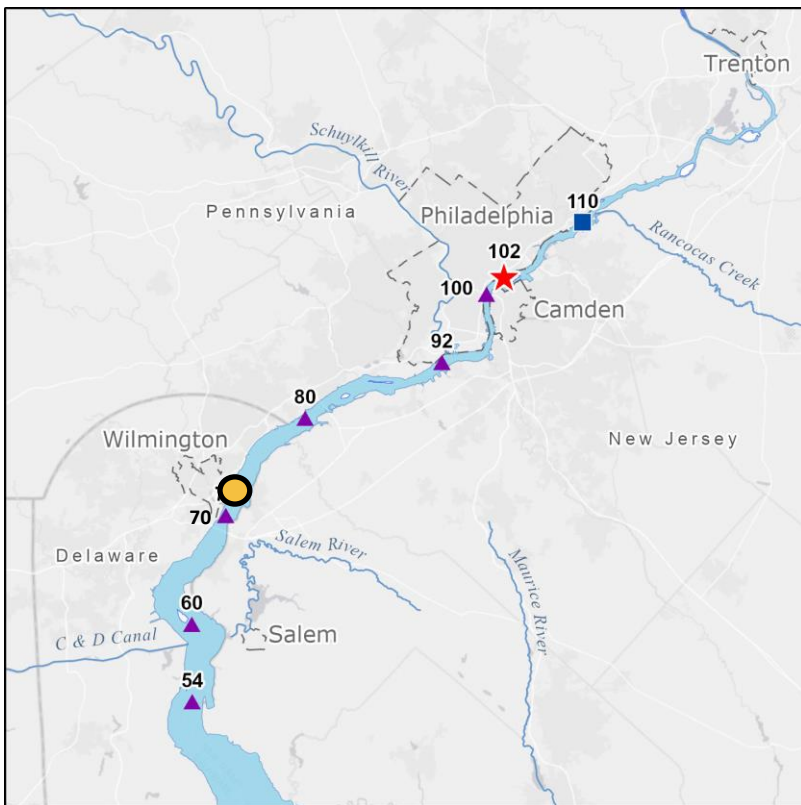 Trenton
Schuylkill River
110
Pennsylvania
Philadelphia
Rancocas Creek
102
100
Camden
92
80
Wilmington
New Jersey
70
Salem River
Delaware
Maurice River
60
C & D Canal
Salem
54